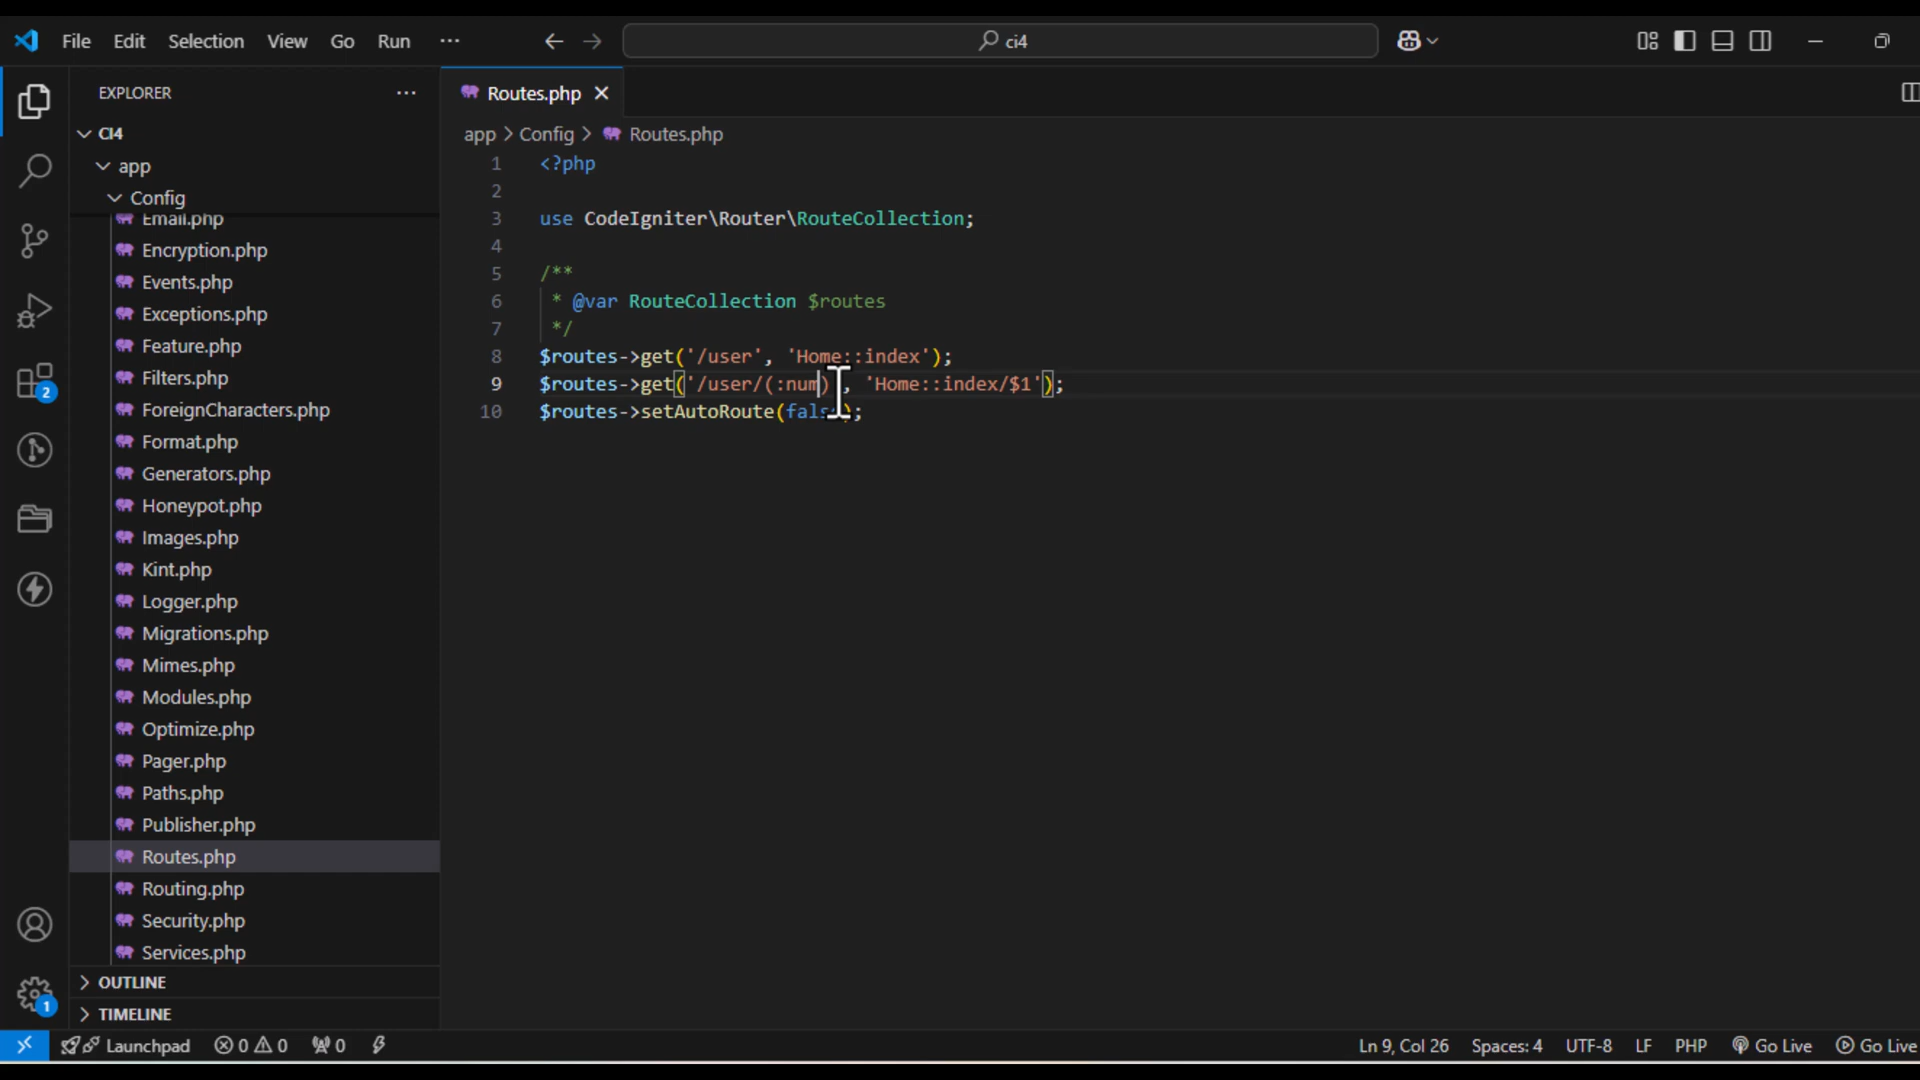 File Edit Selection View Go Run ··· ci4
EXPLORER ···
CI4
app
Config
Email.php
Encryption.php
Events.php
Exceptions.php
Feature.php
Filters.php
ForeignCharacters.php
Format.php
Generators.php
Honeypot.php
Images.php
Kint.php
Logger.php
Migrations.php
Mimes.php
Modules.php
Optimize.php
Pager.php
Paths.php
Publisher.php
Routes.php
Routing.php
Security.php
Services.php
OUTLINE
TIMELINE
2
1
Routes.php
app > Config > Routes.php
1 <?php
2
3 use CodeIgniter\Router\RouteCollection;
4
5 /**
6 * @var RouteCollection $routes
7 */
8 $routes->get('/user', 'Home::index');
9 $routes->get('/user/(:num)', 'Home::index/$1');
10 $routes->setAutoRoute(false);
Launchpad 0 0 0 Ln 9, Col 26 Spaces: 4 UTF-8 LF PHP Go Live Go Live